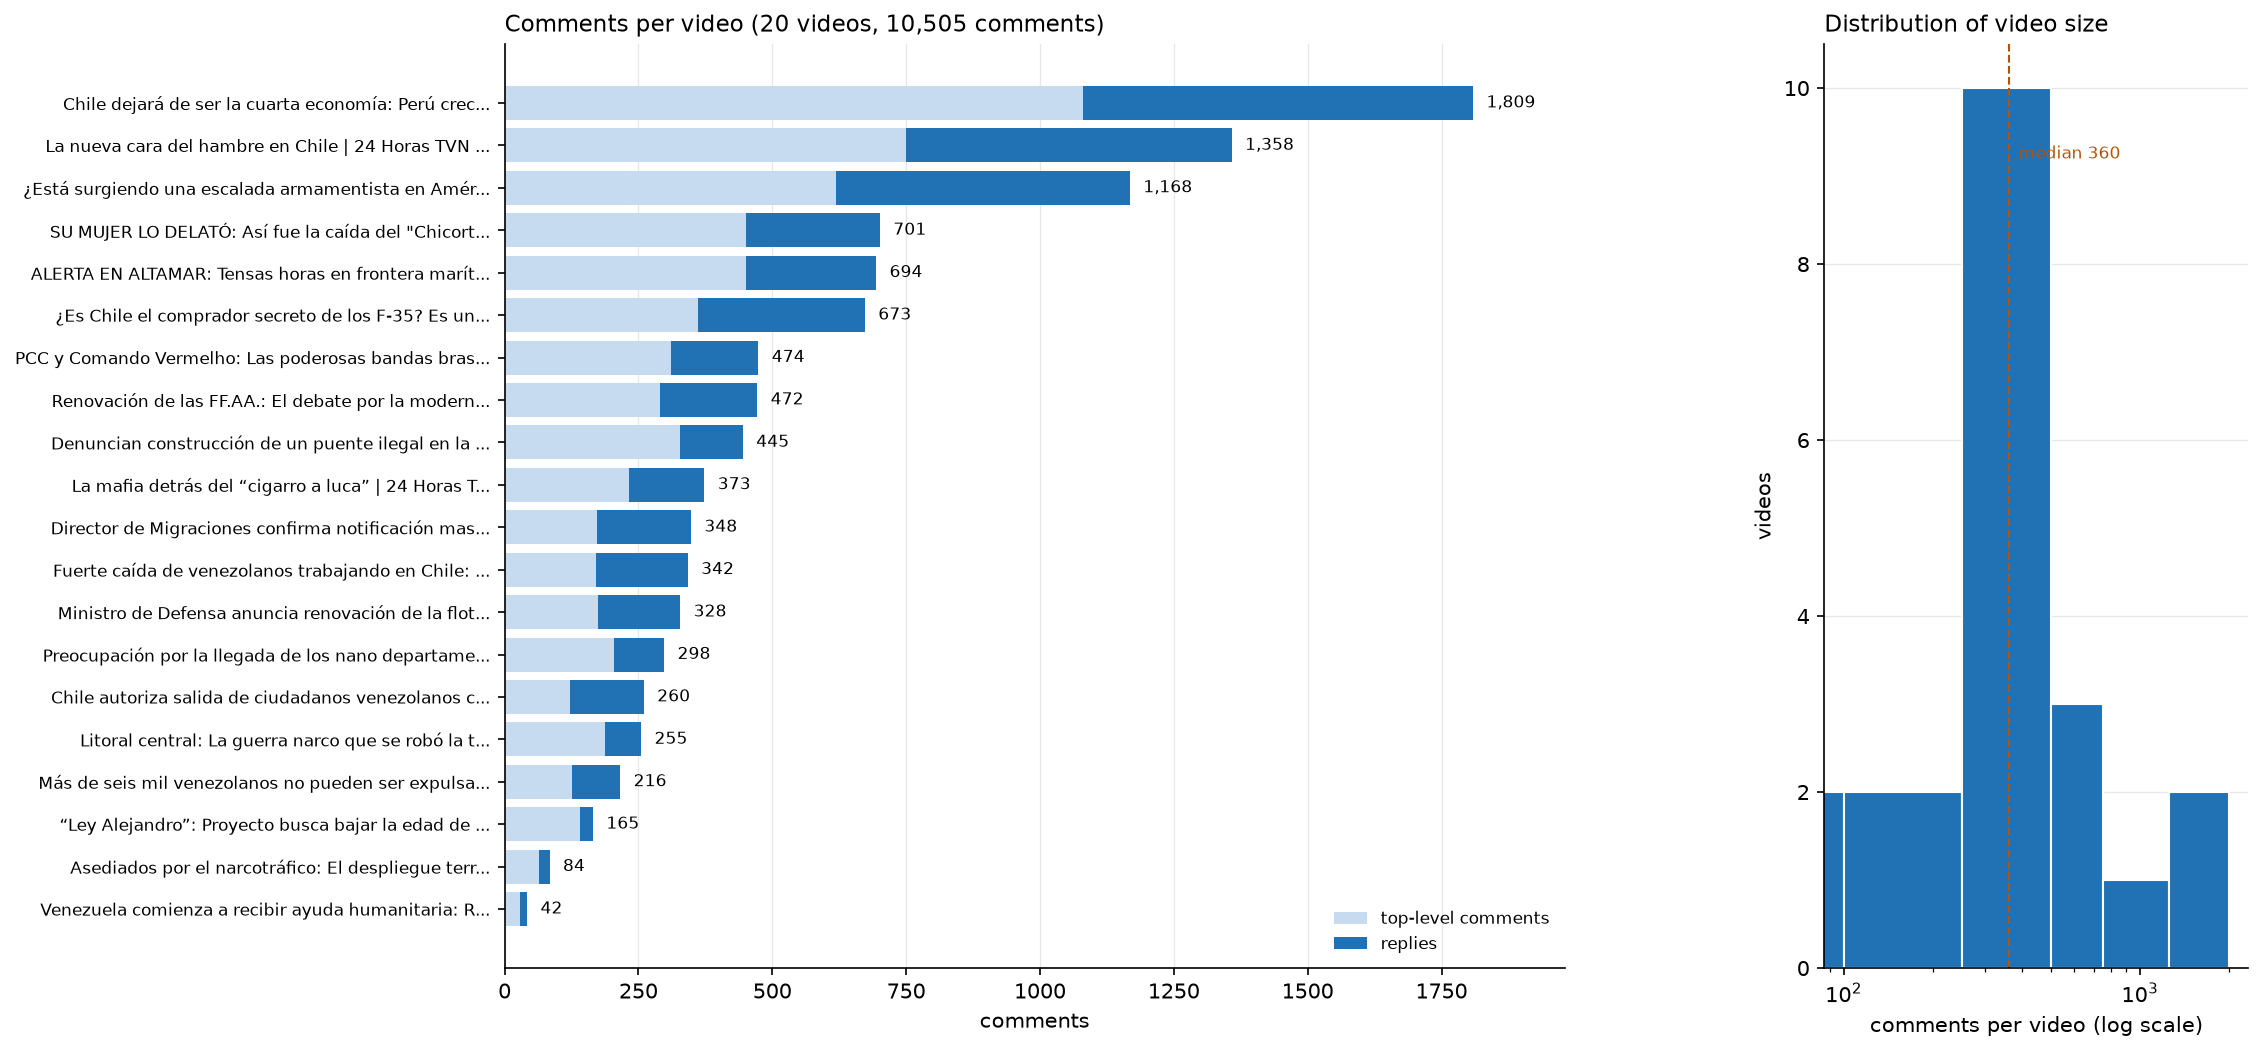 Comments per video (20 videos, 10,505 comments)
Chile dejará de ser la cuarta economía: Perú crec... 1,809
La nueva cara del hambre en Chile | 24 Horas TVN ... 1,358
¿Está surgiendo una escalada armamentista en Amér... 1,168
SU MUJER LO DELATÓ: Así fue la caída del "Chicort... 701
ALERTA EN ALTAMAR: Tensas horas en frontera marít... 694
¿Es Chile el comprador secreto de los F-35? Es un... 673
PCC y Comando Vermelho: Las poderosas bandas bras... 474
Renovación de las FF.AA.: El debate por la modern... 472
Denuncian construcción de un puente ilegal en la ... 445
La mafia detrás del “cigarro a luca” | 24 Horas T... 373
Director de Migraciones confirma notificación mas... 348
Fuerte caída de venezolanos trabajando en Chile: ... 342
Ministro de Defensa anuncia renovación de la flot... 328
Preocupación por la llegada de los nano departame... 298
Chile autoriza salida de ciudadanos venezolanos c... 260
Litoral central: La guerra narco que se robó la t... 255
Más de seis mil venezolanos no pueden ser expulsa... 216
“Ley Alejandro”: Proyecto busca bajar la edad de ... 165
Asediados por el narcotráfico: El despliegue terr... 84
Venezuela comienza a recibir ayuda humanitaria: R... 42
top-level comments
replies
0 250 500 750 1000 1250 1500 1750
comments
Distribution of video size
median 360
10
8
6
4
2
0
videos
10² 10³
comments per video (log scale)